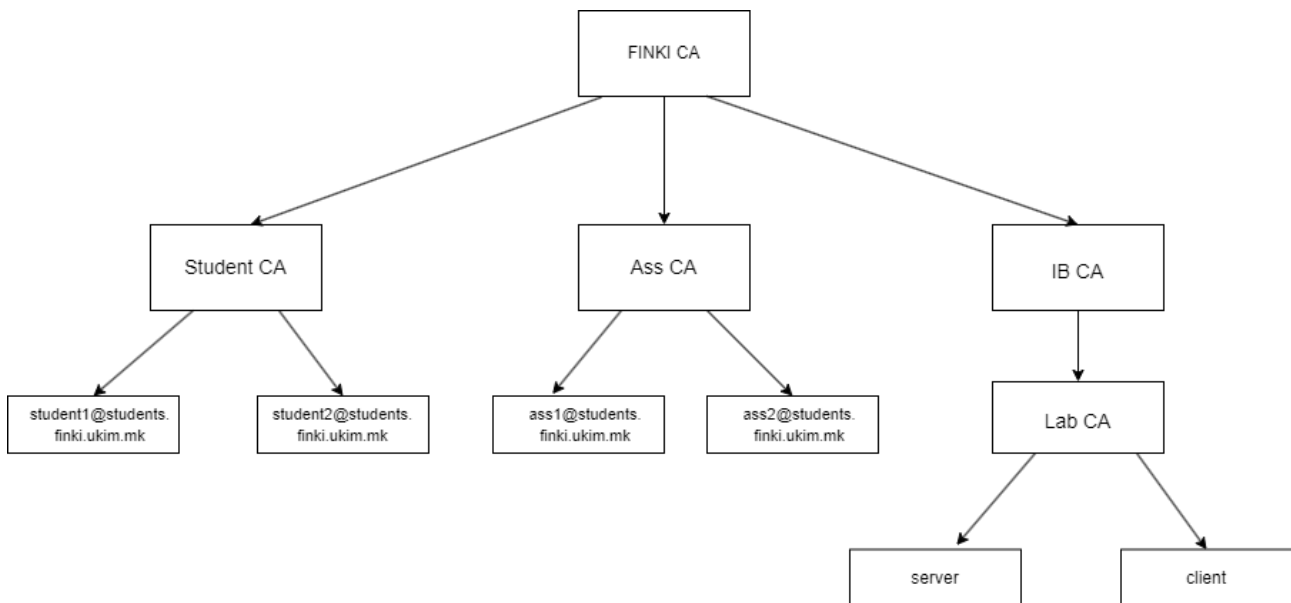 FINKI CA
Student CA
Ass CA
IB CA
student1@students.
finki.ukim.mk
student2@students.
finki.ukim.mk
ass1@students.
finki.ukim.mk
ass2@students.
finki.ukim.mk
Lab CA
server
client